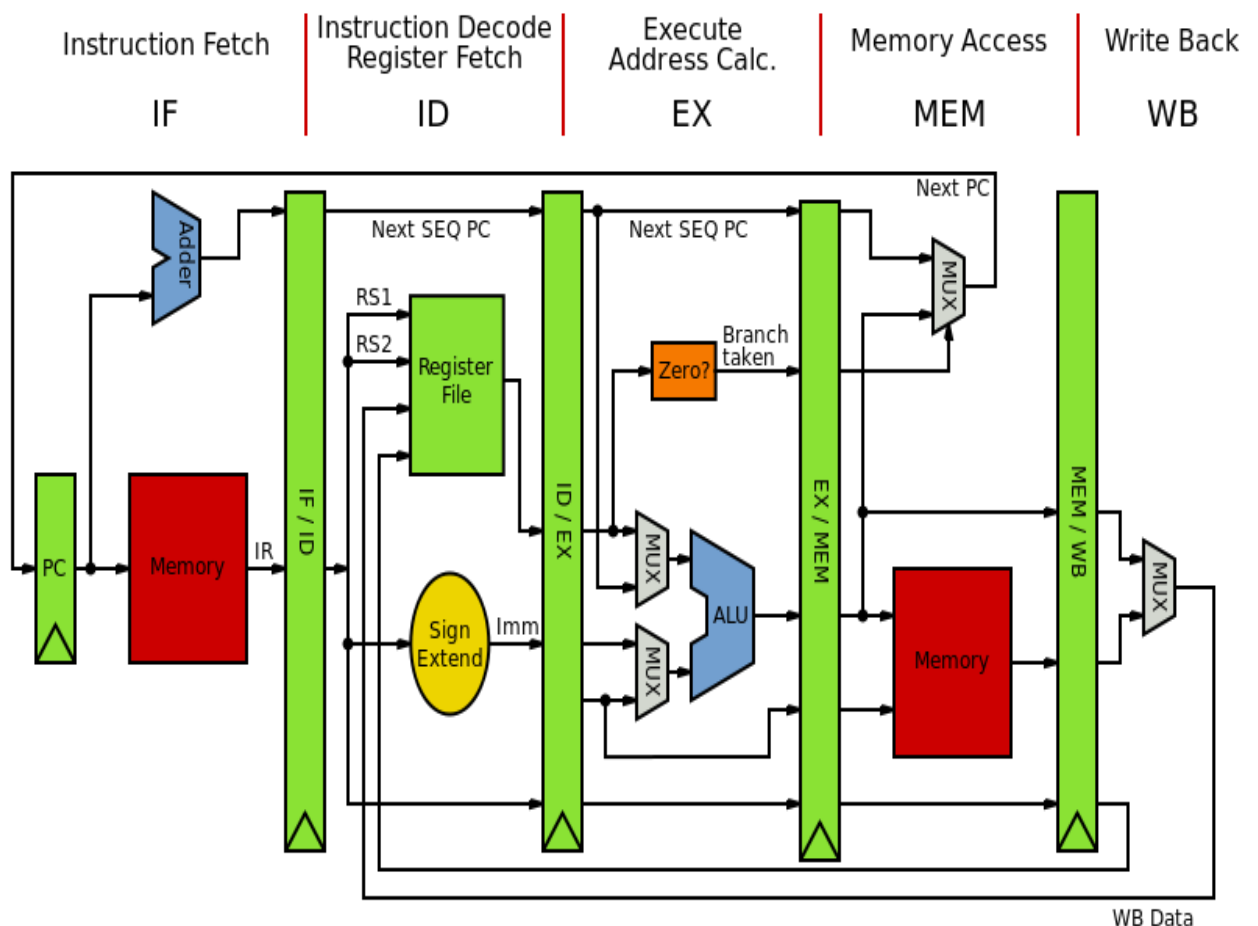 Instruction Fetch
Instruction Decode
Register Fetch
Execute
Address Calc.
Memory Access
Write Back
IF
ID
EX
MEM
WB
Next PC
Adder
Next SEQ PC
Next SEQ PC
MUX
RS1
RS2
Register
File
Zero?
Branch
taken
PC
Memory
IR
IF / ID
Sign
Extend
Imm
ID / EX
MUX
MUX
ALU
EX / MEM
Memory
MEM / WB
MUX
WB Data